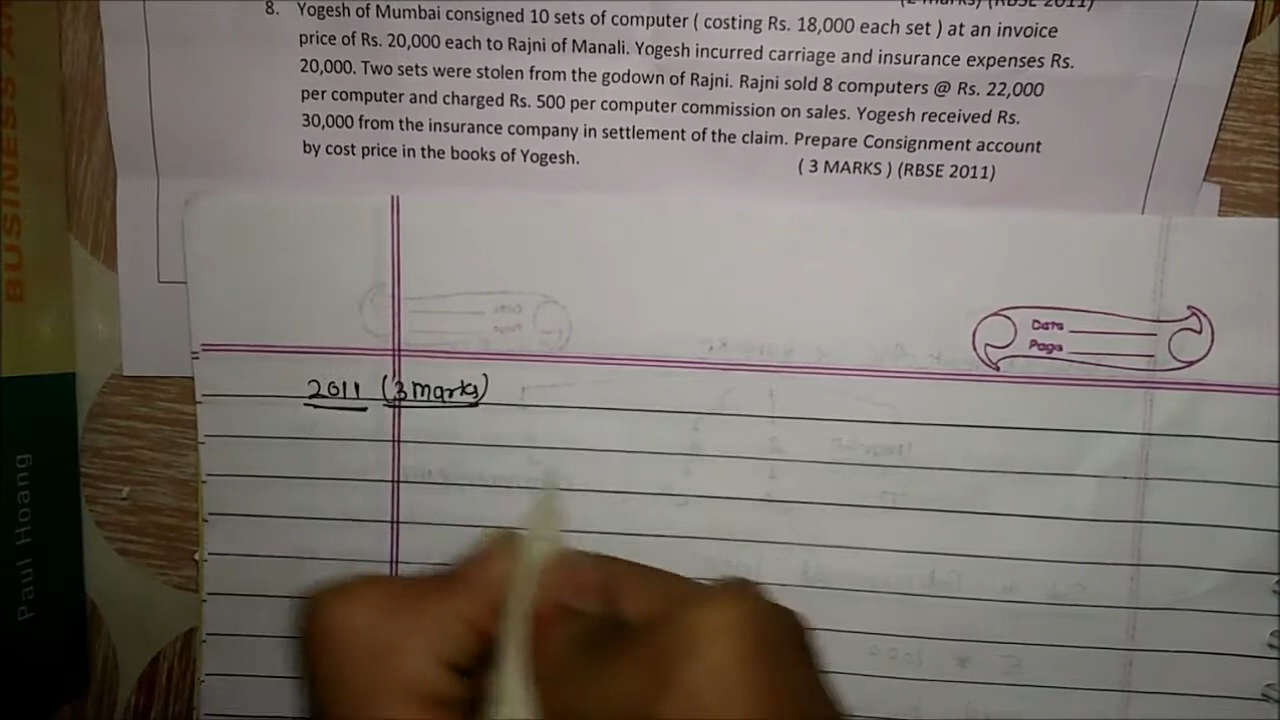 8. Yogesh of Mumbai consigned 10 sets of computer ( costing Rs. 18,000 each set ) at an invoice
price of Rs. 20,000 each to Rajni of Manali. Yogesh incurred carriage and insurance expenses Rs.
20,000. Two sets were stolen from the godown of Rajni. Rajni sold 8 computers @ Rs. 22,000
per computer and charged Rs. 500 per computer commission on sales. Yogesh received Rs.
30,000 from the insurance company in settlement of the claim. Prepare Consignment account
by cost price in the books of Yogesh.
( 3 MARKS ) (RBSE 2011)
Date
Page
2011 (3 marks)
BUSINESS
Paul Hoang